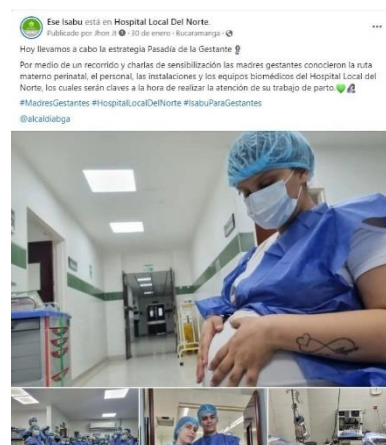 Ese Isabu está en Hospital Local Del Norte.
Publicado por Jhon Jt · 30 de enero · Bucaramanga ·
Hoy llevamos a cabo la estrategia Pasadía de la Gestante
Por medio de un recorrido y charlas de sensibilización las madres gestantes conocieron la ruta
materno perinatal, el personal, las instalaciones y los equipos biomédicos del Hospital Local del
Norte, los cuales serán claves a la hora de realizar la atención de su trabajo de parto.
#MadresGestantes #HospitalLocalDelNorte #IsabuParaGestantes
@alcaldiabga